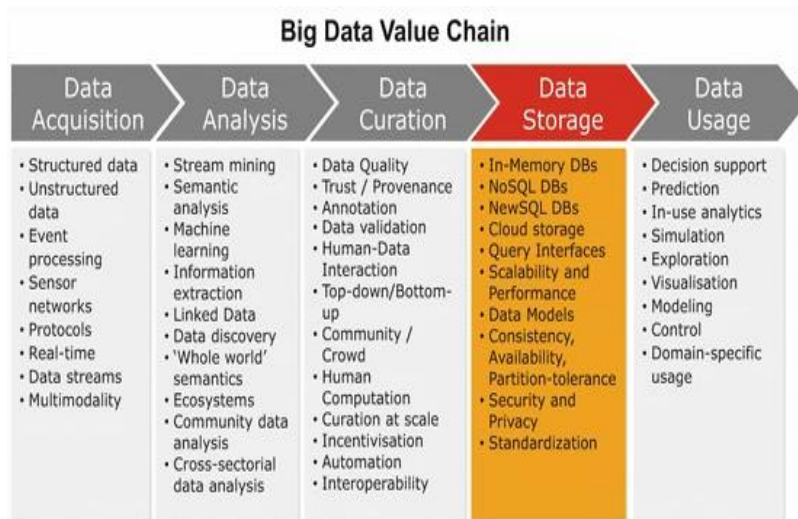 Big Data Value Chain
Data
Acquisition
• Structured data
• Unstructured
data
• Event
processing
• Sensor
networks
• Protocols
• Real-time
• Data streams
• Multimodality
Data
Analysis
• Stream mining
• Semantic
analysis
• Machine
learning
• Information
extraction
• Linked Data
• Data discovery
• ‘Whole world’
semantics
• Ecosystems
• Community data
analysis
• Cross-sectorial
data analysis
Data
Curation
• Data Quality
• Trust / Provenance
• Annotation
• Data validation
• Human-Data
Interaction
• Top-down/Bottom-
up
• Community /
Crowd
• Human
Computation
• Curation at scale
• Incentivisation
• Automation
• Interoperability
Data
Storage
• In-Memory DBs
• NoSQL DBs
• NewSQL DBs
• Cloud storage
• Query Interfaces
• Scalability and
Performance
• Data Models
• Consistency,
Availability,
Partition-tolerance
• Security and
Privacy
• Standardization
Data
Usage
• Decision support
• Prediction
• In-use analytics
• Simulation
• Exploration
• Visualisation
• Modeling
• Control
• Domain-specific
usage